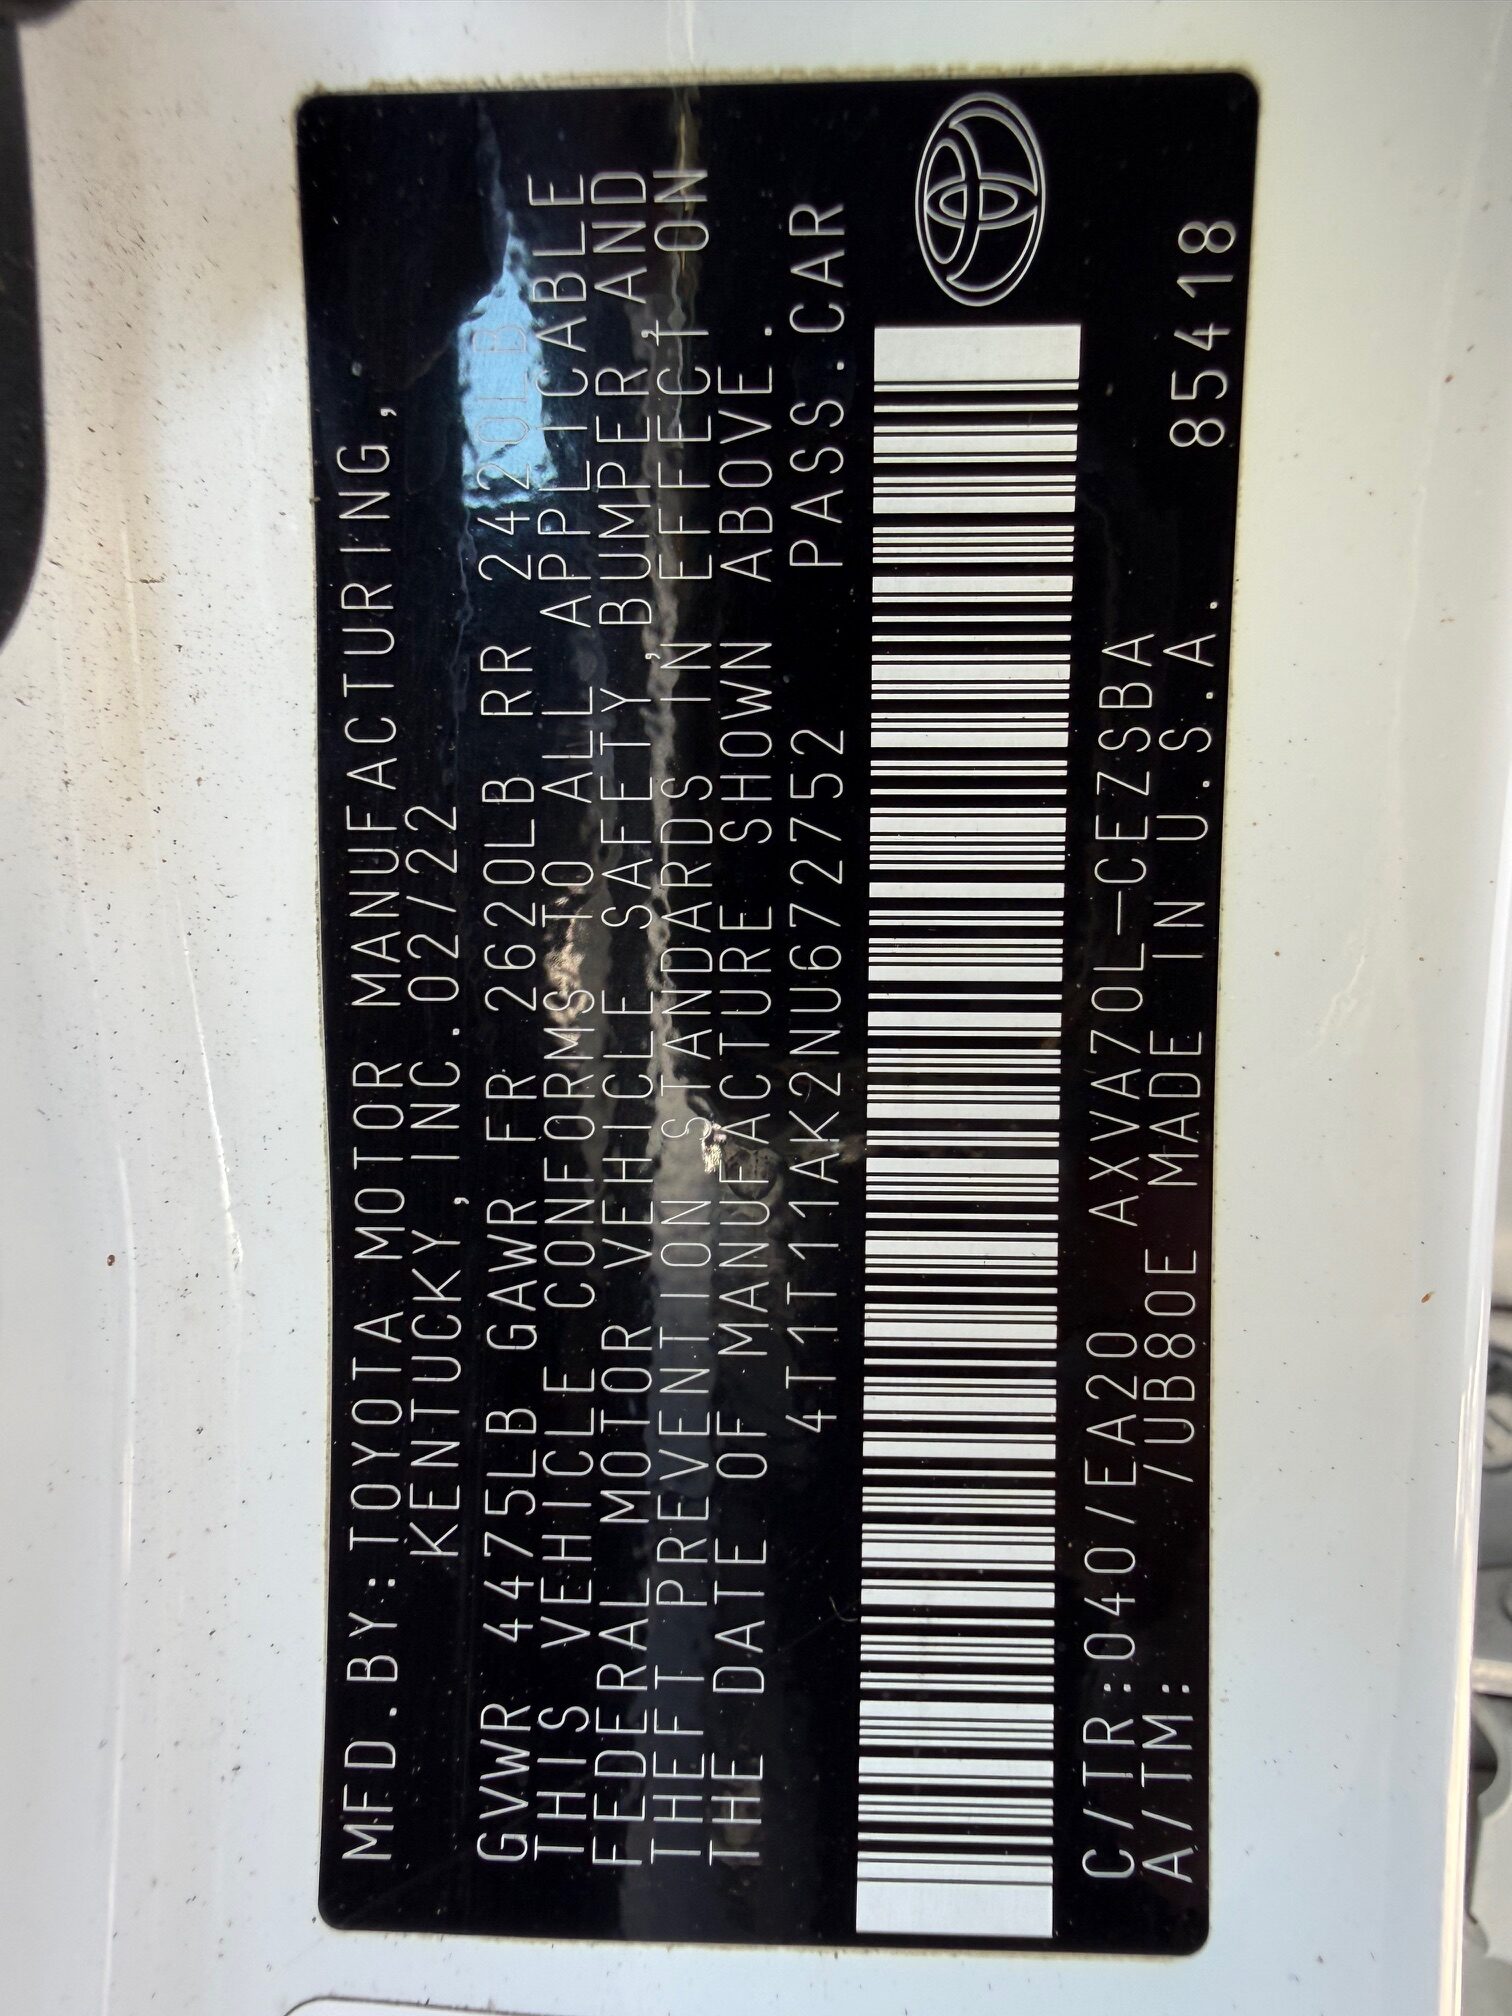 MFD.BY:TOYOTA MOTOR MANUFACTURING,
KENTUCKY, INC.02/22
GVWR 4475LB GAWR FR 2620LB RR 2420LB
THIS VEHICLE CONFORMS TO ALL APPLICABLE
FEDERAL MOTOR VEHICLE SAFETY, BUMPER, AND
THEFT PREVENTION STANDARDS IN EFFECT ON
THE DATE OF MANUFACTURE SHOWN ABOVE.
4T1T11AK2NU672752 PASS.CAR
C/TR:040/EA20 AXVA70L-CEZSBA
A/TM: /UB80E MADE IN U.S.A. 85418